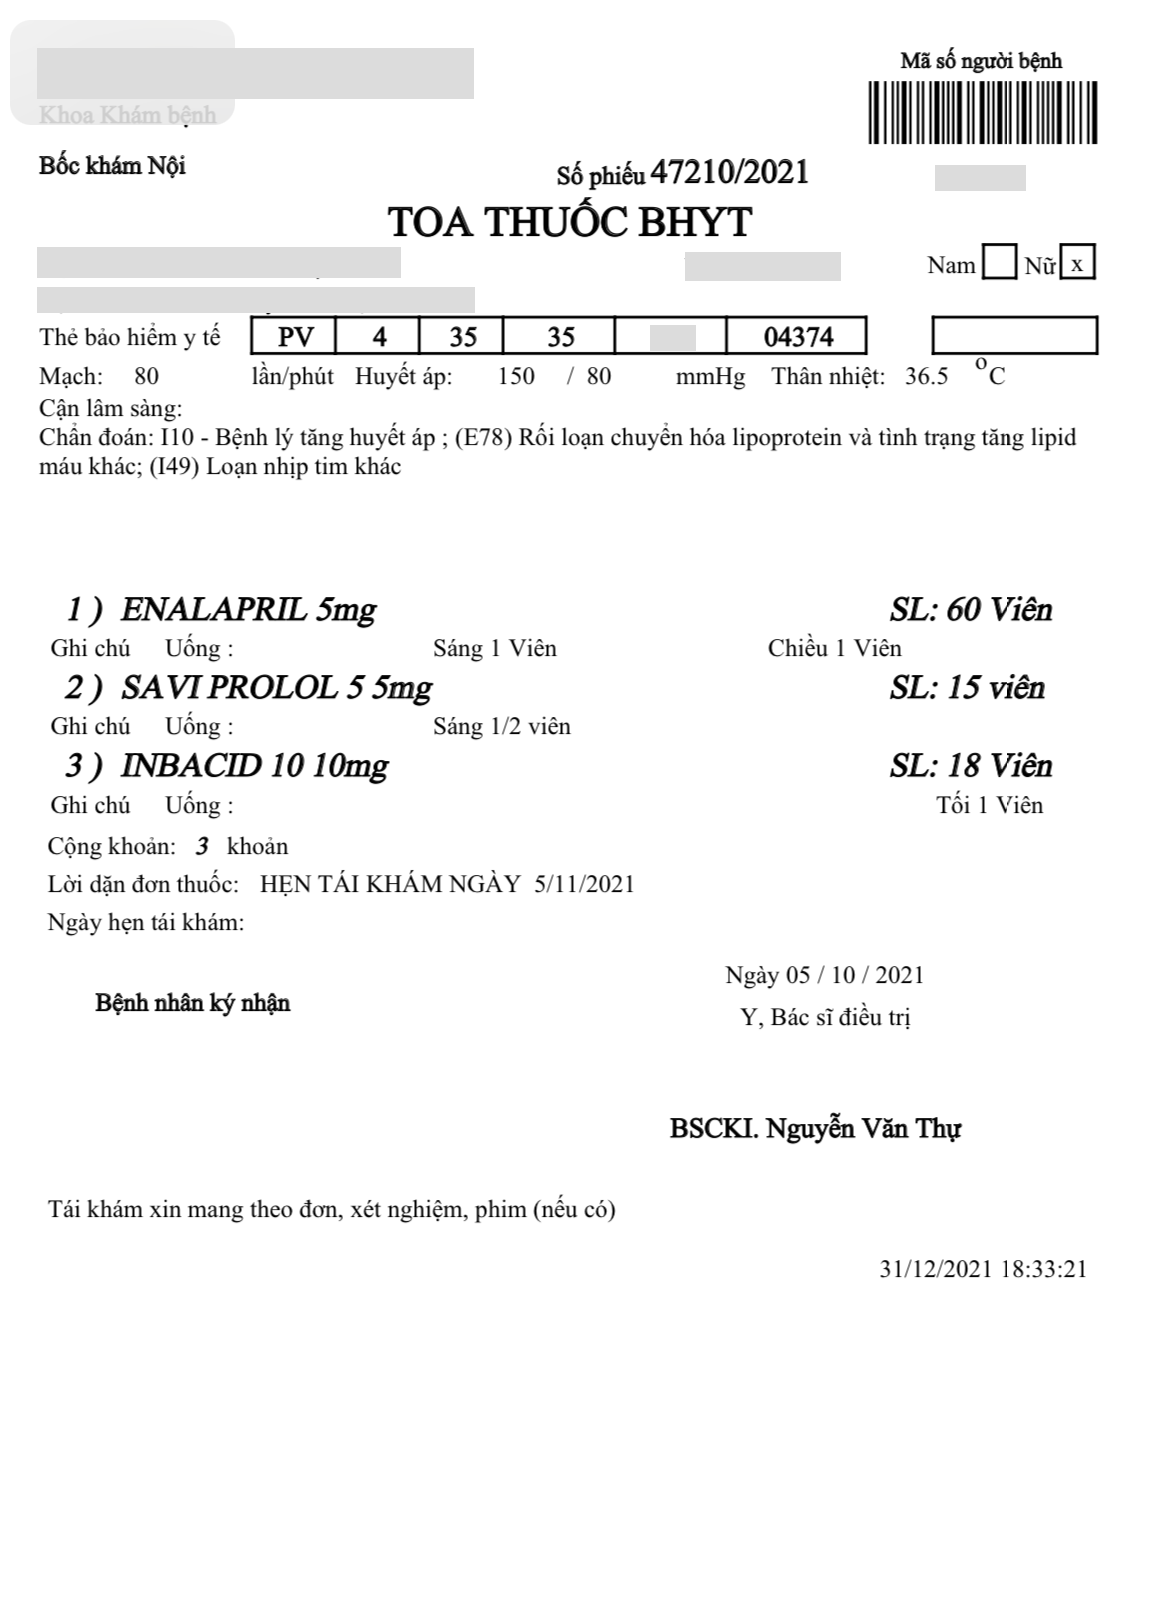 Mã số người bệnh
Khoa Khám bệnh
Bốc khám Nội
Số phiếu 47210/2021
TOA THUỐC BHYT
Nam Nữ x
Thẻ bảo hiểm y tế PV 4 35 35 04374
Mạch: 80 lần/phút Huyết áp: 150 / 80 mmHg Thân nhiệt: 36.5 °C
Cận lâm sàng:
Chẩn đoán: I10 - Bệnh lý tăng huyết áp ; (E78) Rối loạn chuyển hóa lipoprotein và tình trạng tăng lipid
máu khác; (I49) Loạn nhịp tim khác
1 ) ENALAPRIL 5mg SL: 60 Viên
Ghi chú Uống : Sáng 1 Viên Chiều 1 Viên
2 ) SAVI PROLOL 5 5mg SL: 15 viên
Ghi chú Uống : Sáng 1/2 viên
3 ) INBACID 10 10mg SL: 18 Viên
Ghi chú Uống : Tối 1 Viên
Cộng khoản: 3 khoản
Lời dặn đơn thuốc: HẸN TÁI KHÁM NGÀY 5/11/2021
Ngày hẹn tái khám:
Ngày 05 / 10 / 2021
Bệnh nhân ký nhận
Y, Bác sĩ điều trị
BSCKI. Nguyễn Văn Thự
Tái khám xin mang theo đơn, xét nghiệm, phim (nếu có)
31/12/2021 18:33:21